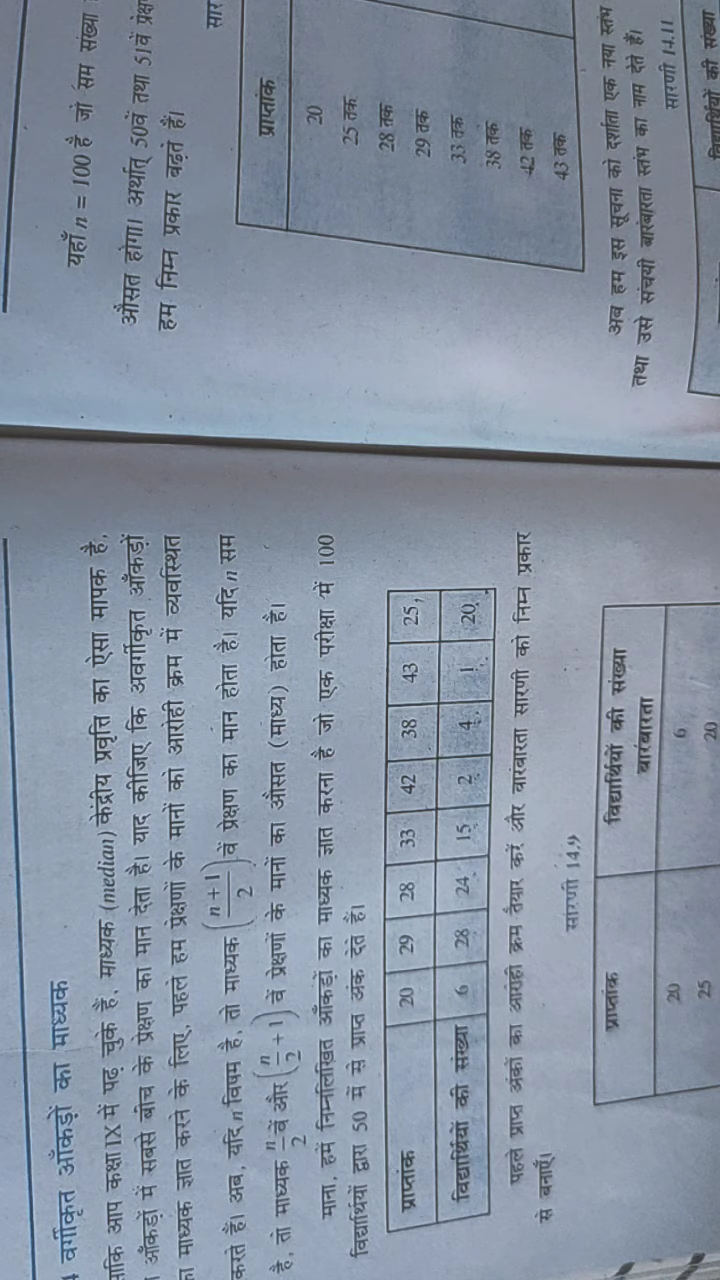 वर्गीकृत आँकड़ों का माध्यक
कि आप कक्षा IX में पढ़ चुके हैं, माध्यक (median) केंद्रीय प्रवृत्ति का ऐसा मापक है,
आँकड़ों में सबसे बीच के प्रेक्षण का मान देता है। याद कीजिए कि अवर्गीकृत आँकड़ों
माध्यक ज्ञात करने के लिए, पहले हम प्रेक्षणों के मानों को आरोही क्रम में व्यवस्थित
करते हैं। अब, यदि n विषम है, तो माध्यक (n + 1 / 2) वें प्रेक्षण का मान होता है। यदि n सम
है, तो माध्यक n/2 वें और (n/2 + 1) वें प्रेक्षणों के मानों का औसत (माध्य) होता है।
माना, हमें निम्नलिखित आँकड़ों का माध्यक ज्ञात करना है जो एक परीक्षा में 100
विद्यार्थियों द्वारा 50 में से प्राप्त अंक देते हैं।
प्राप्तांक 20 29 28 33 42 38 43 25
विद्यार्थियों की संख्या 6 28 24 15 2 4 1 20
पहले प्राप्त अंकों का आरोही क्रम तैयार करें और बारंबारता सारणी को निम्न प्रकार
से बनाएँ।
सारणी 14.9
प्राप्तांक विद्यार्थियों की संख्या
बारंबारता
20 6
25 20
यहाँ n = 100 है जो सम संख्या
औसत होगा। अर्थात् 50वें तथा 51वें
हम निम्न प्रकार बढ़ते हैं।
प्राप्तांक
20
25 तक
28 तक
29 तक
33 तक
38 तक
42 तक
43 तक
अब हम इस सूचना को दर्शाता एक नया स्तंभ
तथा उसे संचयी बारंबारता स्तंभ का नाम देते हैं।
सारणी 14.11
विद्यार्थियों की संख्या